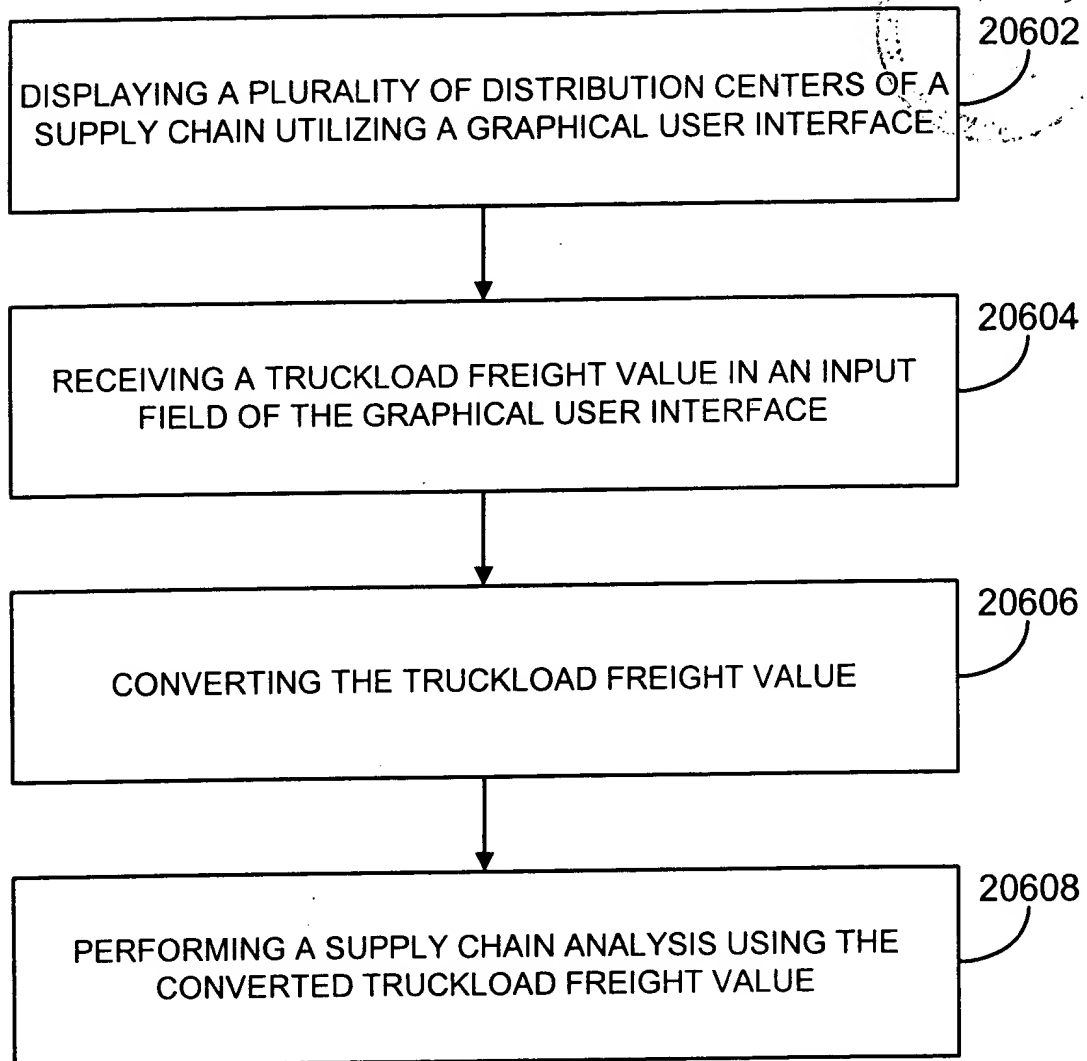 20602
DISPLAYING A PLURALITY OF DISTRIBUTION CENTERS OF A
SUPPLY CHAIN UTILIZING A GRAPHICAL USER INTERFACE
20604
RECEIVING A TRUCKLOAD FREIGHT VALUE IN AN INPUT
FIELD OF THE GRAPHICAL USER INTERFACE
20606
CONVERTING THE TRUCKLOAD FREIGHT VALUE
20608
PERFORMING A SUPPLY CHAIN ANALYSIS USING THE
CONVERTED TRUCKLOAD FREIGHT VALUE